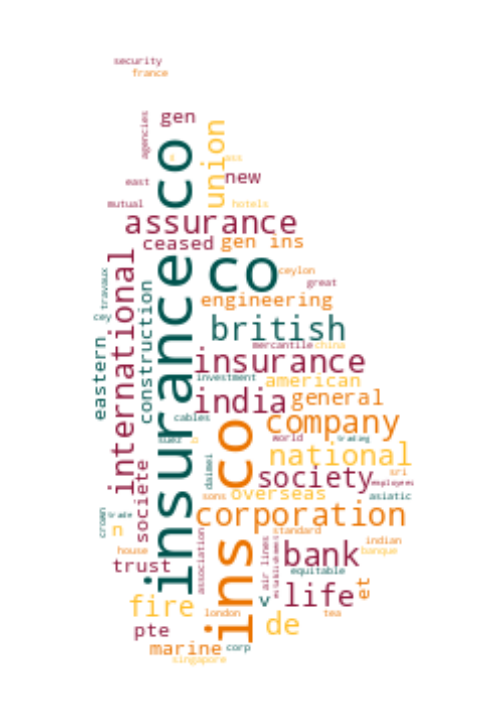 security
france
agencies
gen
union
co
ass
new
east
mutual
hotels
assurance
ceased
gen ins
co
ceylon
great
travaux
international
insurance
engineering
cey
construction
british
eastern
mercantile
china
insurance
investment
american
india
general
cables
company
ins co
suez
world
trading
national
societe
daimei
society
sri
employees
sons
overseas
asiatic
crown
trade
corporation
n
standard
association
air lines
establishment
indian
house
bank
banque
trust
equitable
v
life
et
fire
london
tea
de
pte
marine
corp
singapore